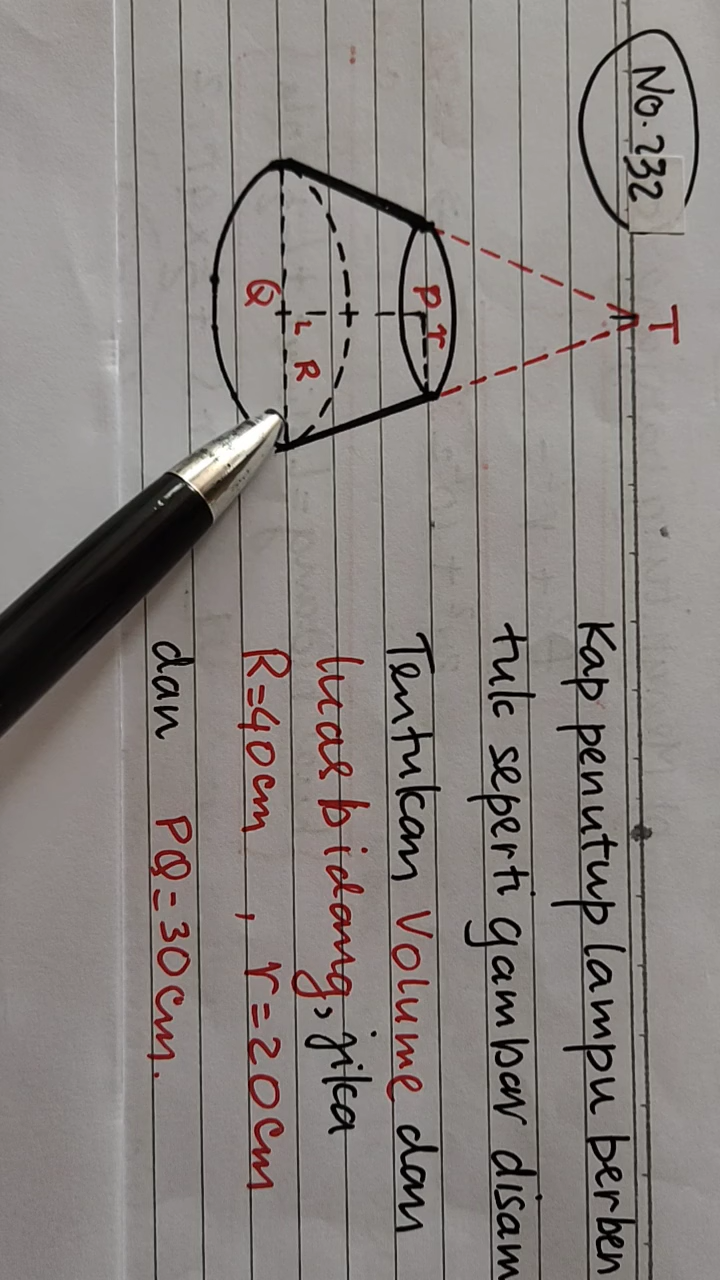 No. 232
T
P r
R
Q
Kap penutup lampu berben
tuk seperti gambar disam
Tentukan Volume dan
luas bidang, jika
R=40cm , r=20cm
dan PQ=30cm.